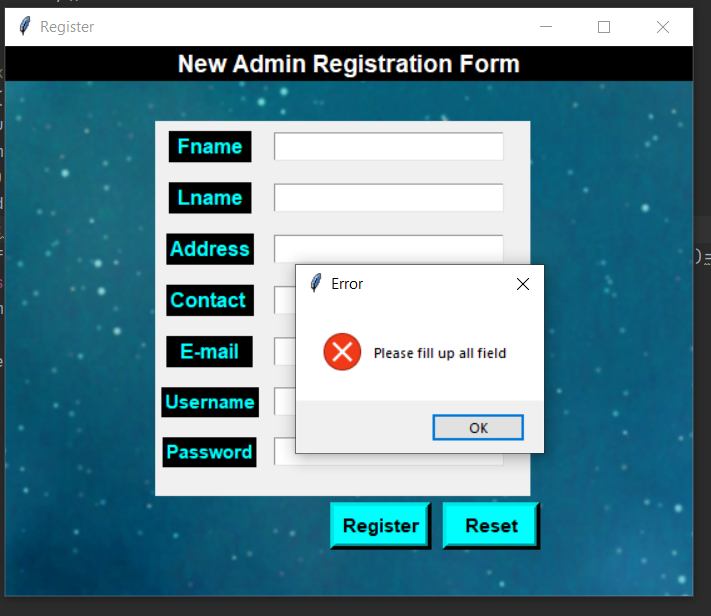 Register
New Admin Registration Form
Fname
Lname
Address
Contact
E-mail
Username
Password
Error
Please fill up all field
OK
Register
Reset